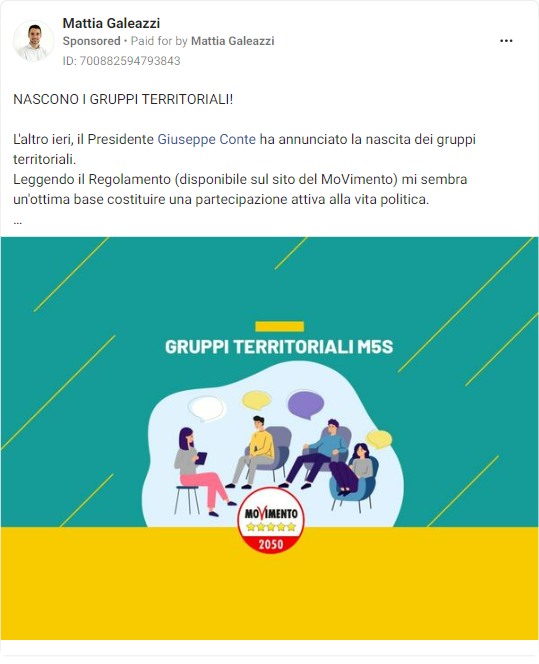 Mattia Galeazzi
Sponsored • Paid for by Mattia Galeazzi
ID: 700882594793843
NASCONO I GRUPPI TERRITORIALI!
L'altro ieri, il Presidente Giuseppe Conte ha annunciato la nascita dei gruppi
territoriali.
Leggendo il Regolamento (disponibile sul sito del MoVimento) mi sembra
un'ottima base costituire una partecipazione attiva alla vita politica.
...
GRUPPI TERRITORIALI M5S
MOVIMENTO
2050